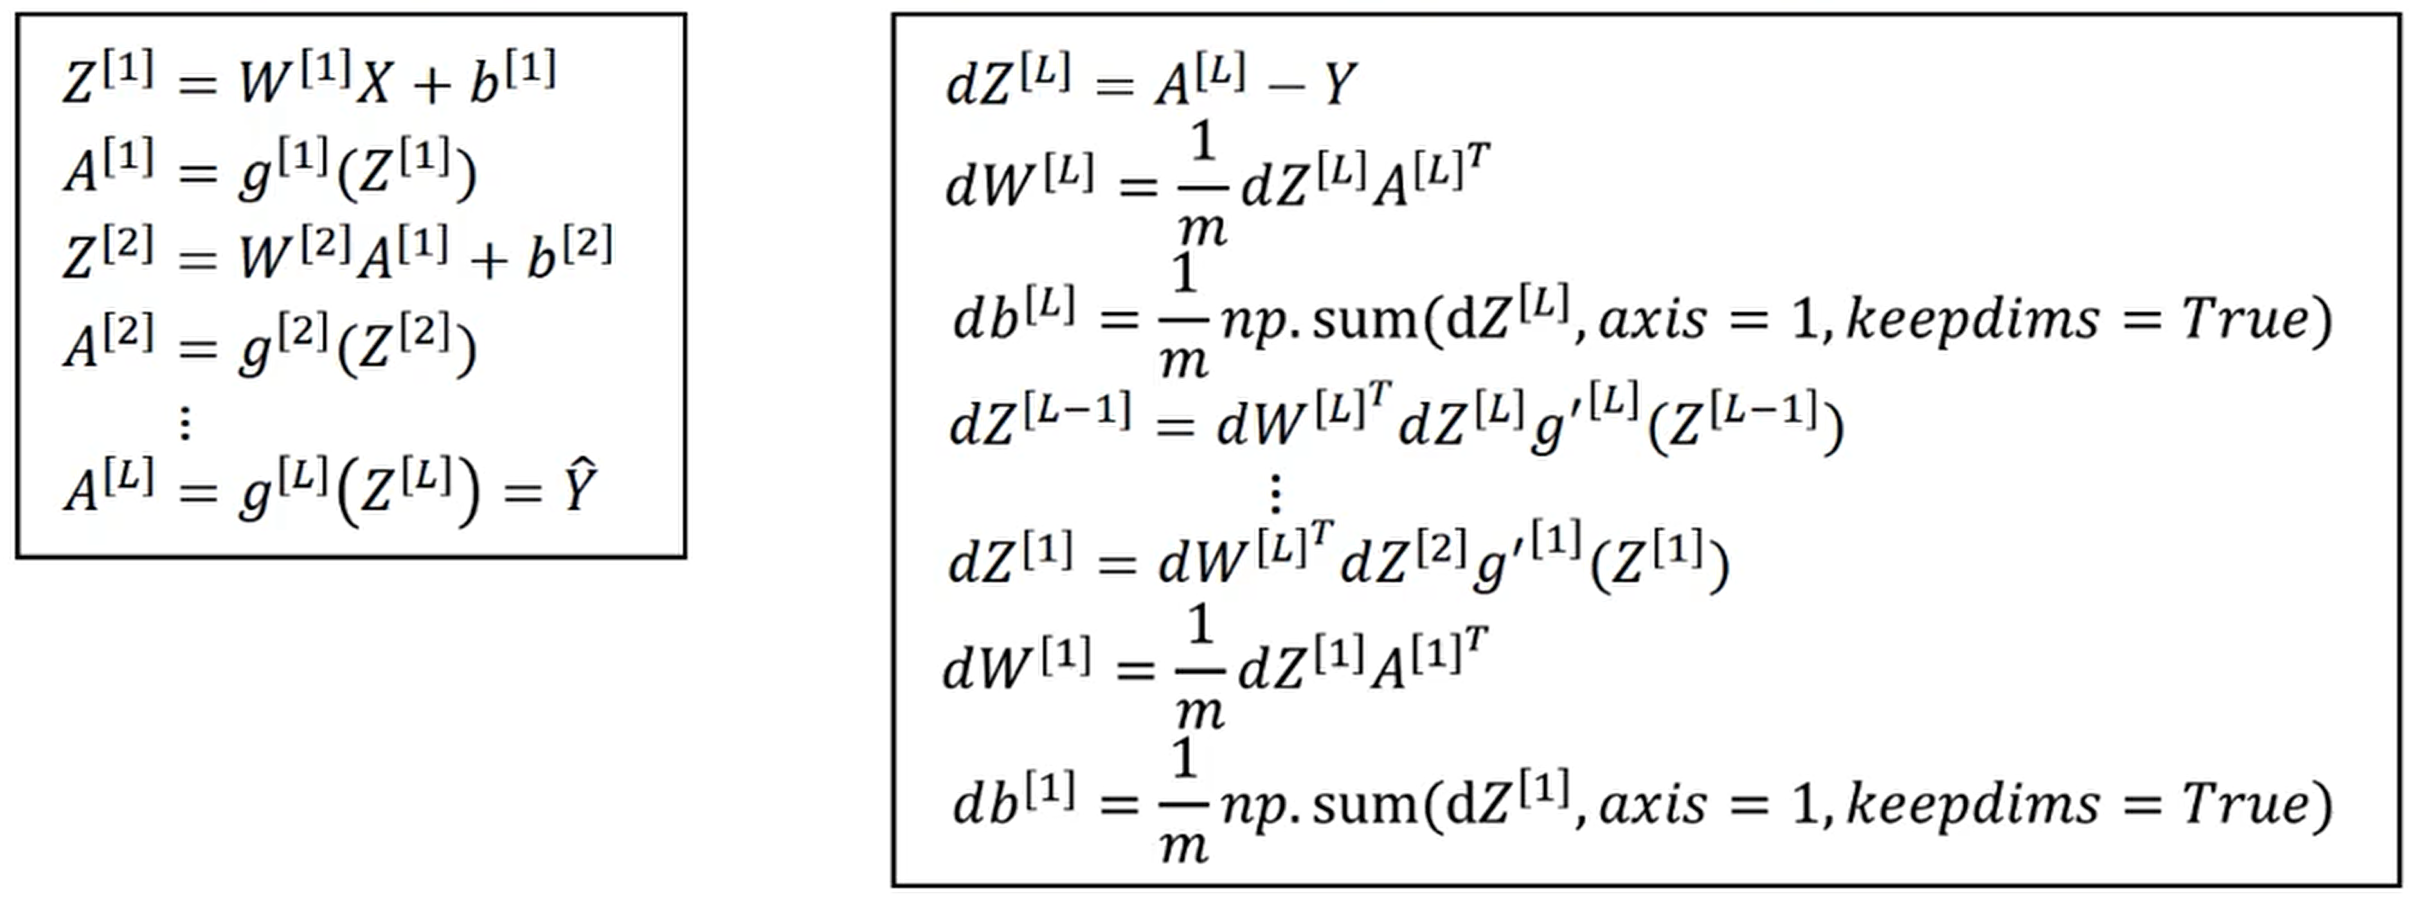 Z^[1] = W^[1]X + b^[1]
A^[1] = g^[1](Z^[1])
Z^[2] = W^[2]A^[1] + b^[2]
A^[2] = g^[2](Z^[2])
⋮
A^[L] = g^[L](Z^[L]) = Ŷ
dZ^[L] = A^[L] − Y
dW^[L] = 1/m dZ^[L]A^[L]^T
db^[L] = 1/m np.sum(dZ^[L], axis = 1, keepdims = True)
dZ^[L−1] = dW^[L]^T dZ^[L]g′^[L](Z^[L−1])
⋮
dZ^[1] = dW^[L]^T dZ^[2]g′^[1](Z^[1])
dW^[1] = 1/m dZ^[1]A^[1]^T
db^[1] = 1/m np.sum(dZ^[1], axis = 1, keepdims = True)